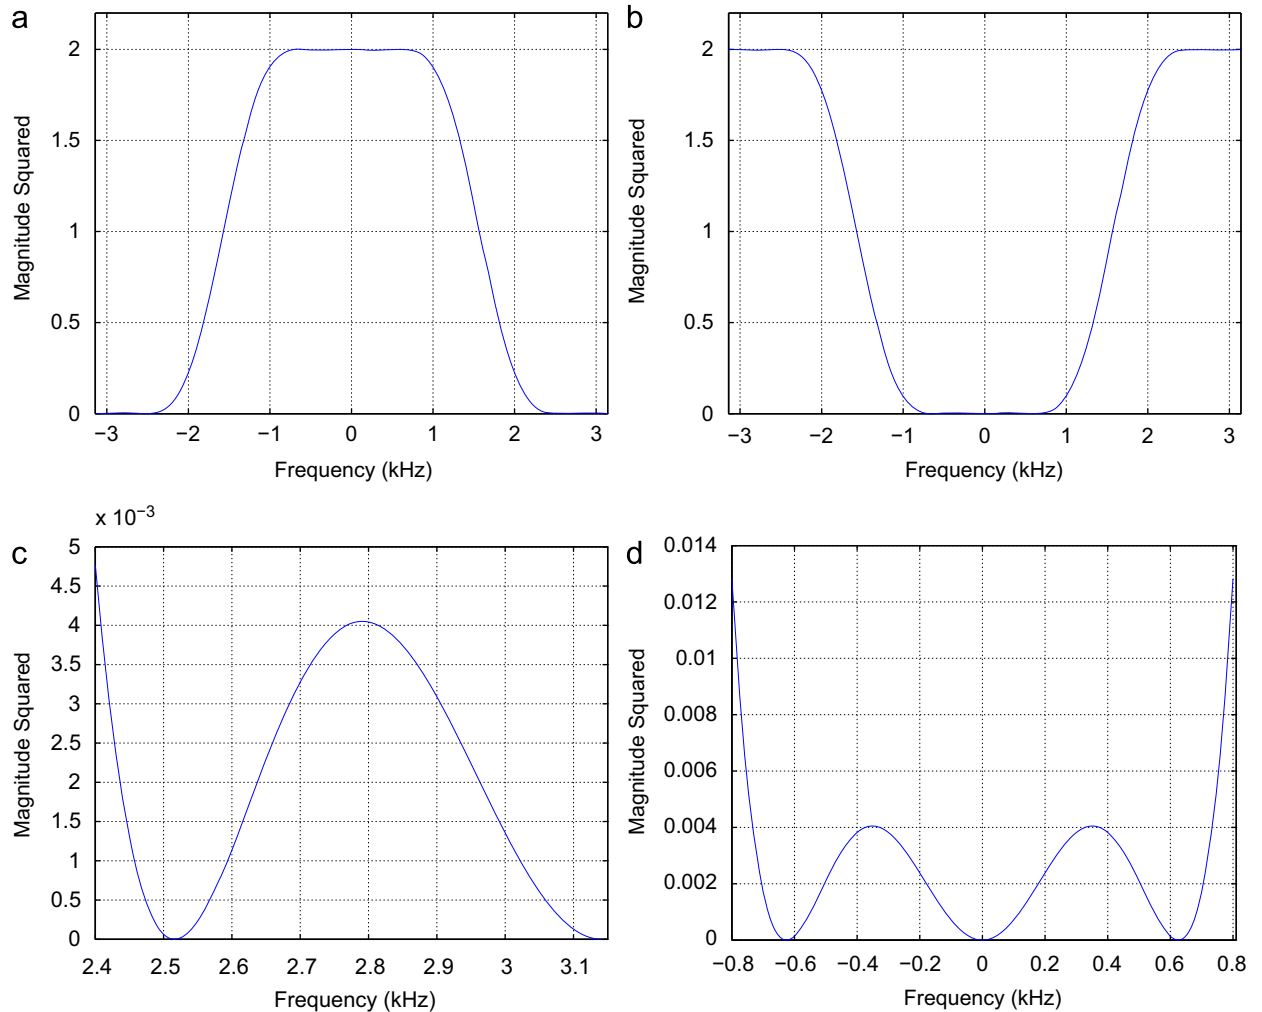 a
Magnitude Squared
2
1.5
1
0.5
0
−3 −2 −1 0 1 2 3
Frequency (kHz)
b
Magnitude Squared
2
1.5
1
0.5
0
−3 −2 −1 0 1 2 3
Frequency (kHz)
c
x 10−3
Magnitude Squared
5
4.5
4
3.5
3
2.5
2
1.5
1
0.5
0
2.4 2.5 2.6 2.7 2.8 2.9 3 3.1
Frequency (kHz)
d
Magnitude Squared
0.014
0.012
0.01
0.008
0.006
0.004
0.002
0
−0.8 −0.6 −0.4 −0.2 0 0.2 0.4 0.6 0.8
Frequency (kHz)